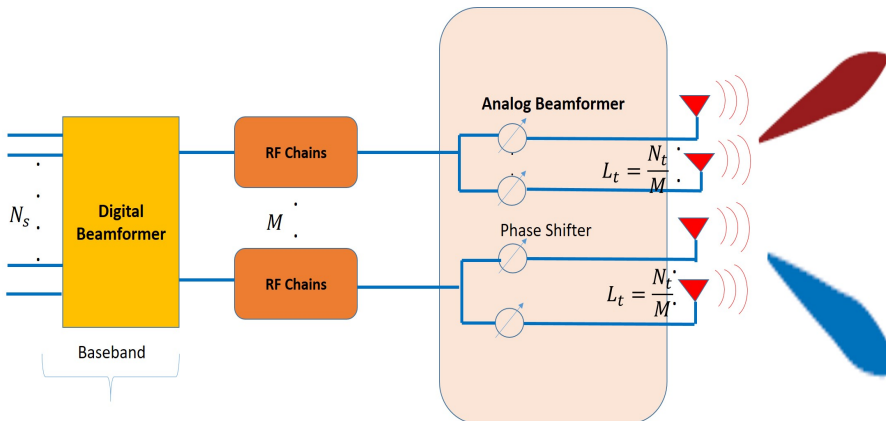 Analog Beamformer
RF Chains
L_t = N_t/M
N_s
Digital
Beamformer
M
Phase Shifter
RF Chains
L_t = N_t/M
Baseband